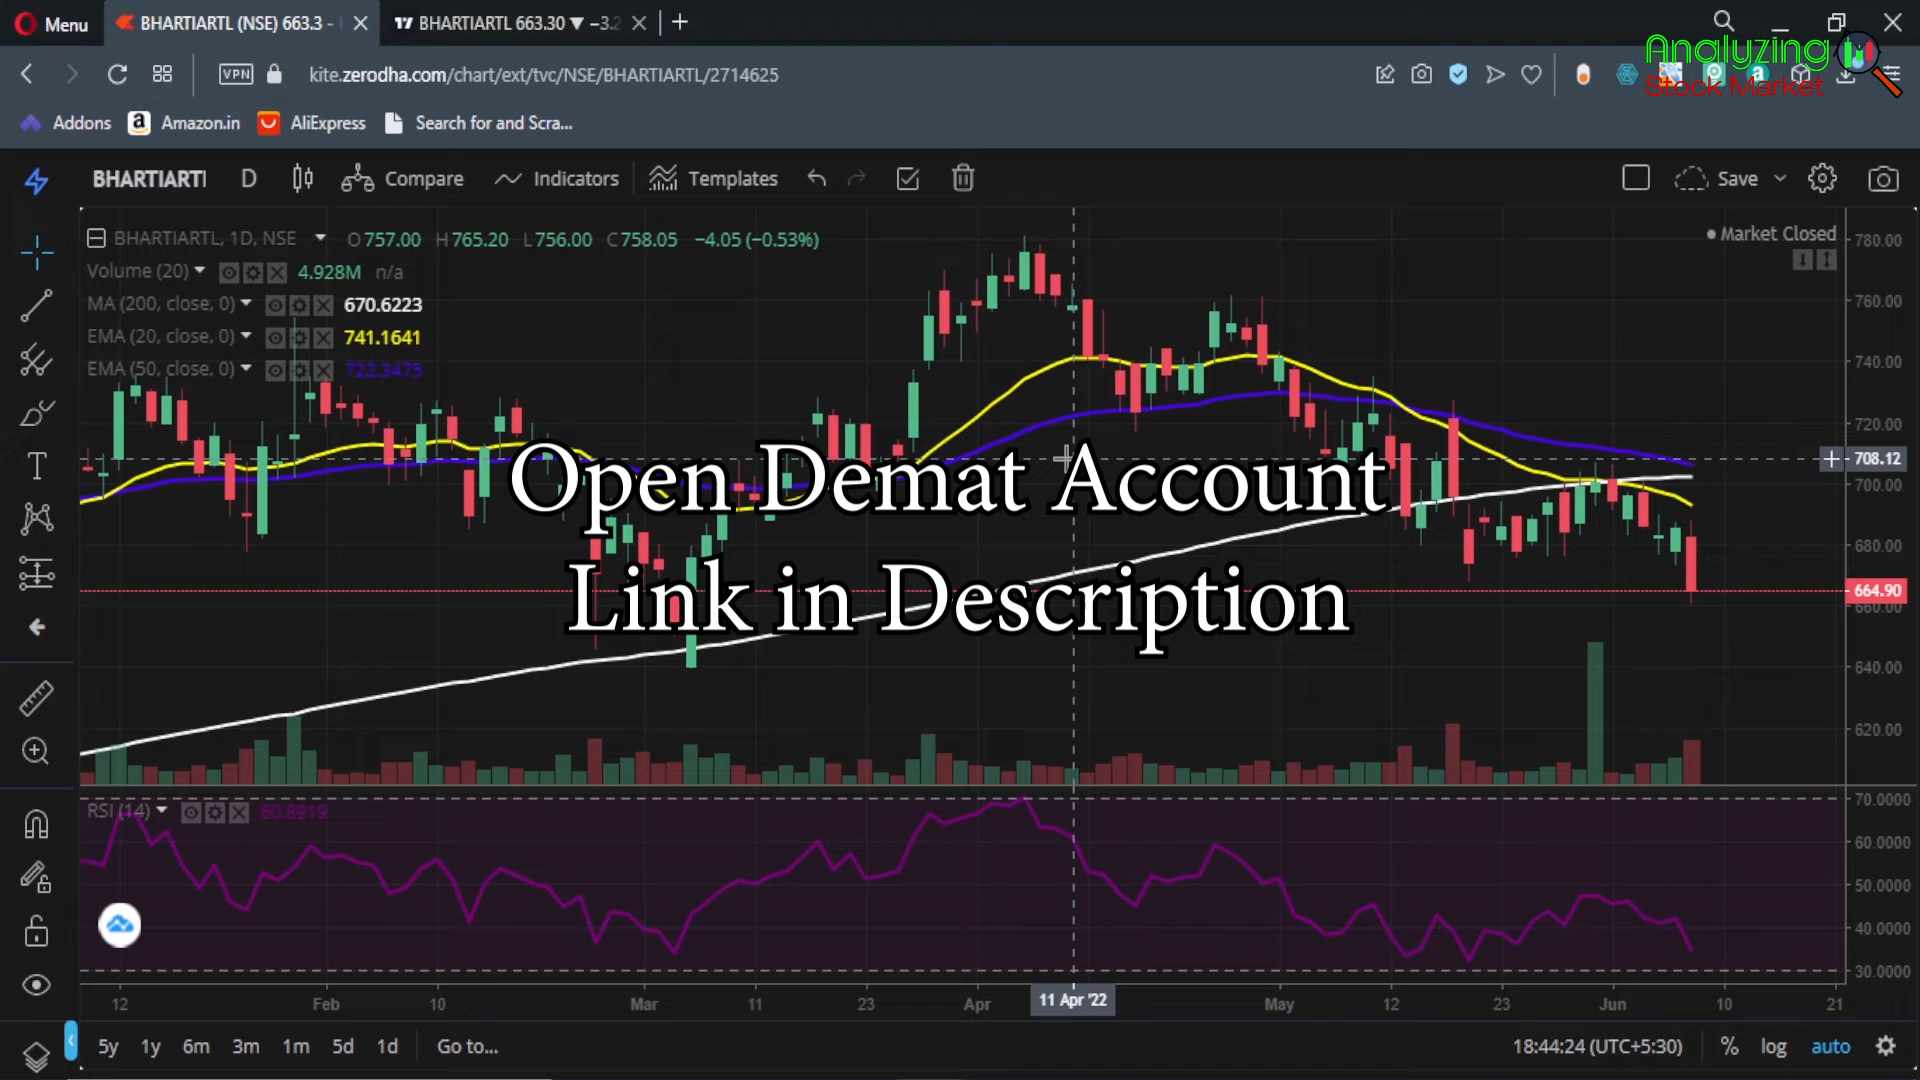 Menu
BHARTIARTL (NSE) 663.3 -
BHARTIARTL 663.30 ▼ −3.2
Analyzing
Stock Market
VPN
kite.zerodha.com/chart/ext/tvc/NSE/BHARTIARTL/2714625
Addons
Amazon.in
AliExpress
Search for and Scra...
BHARTIARTL
D
Compare
Indicators
Templates
Save
BHARTIARTL, 1D, NSE
O757.00 H765.20 L756.00 C758.05 −4.05 (−0.53%)
Market Closed
Volume (20) 4.928M n/a
MA (200, close, 0) 670.6223
EMA (20, close, 0) 741.1641
EMA (50, close, 0) 722.3475
780.00
760.00
740.00
720.00
708.12
700.00
680.00
664.90
660.00
640.00
620.00
Open Demat Account
Link in Description
RSI (14) 60.8919
70.0000
60.0000
50.0000
40.0000
30.0000
12 Feb 10 Mar 11 23 Apr 11 Apr '22 May 12 23 Jun 10 21
5y 1y 6m 3m 1m 5d 1d Go to...
18:44:24 (UTC+5:30) % log auto